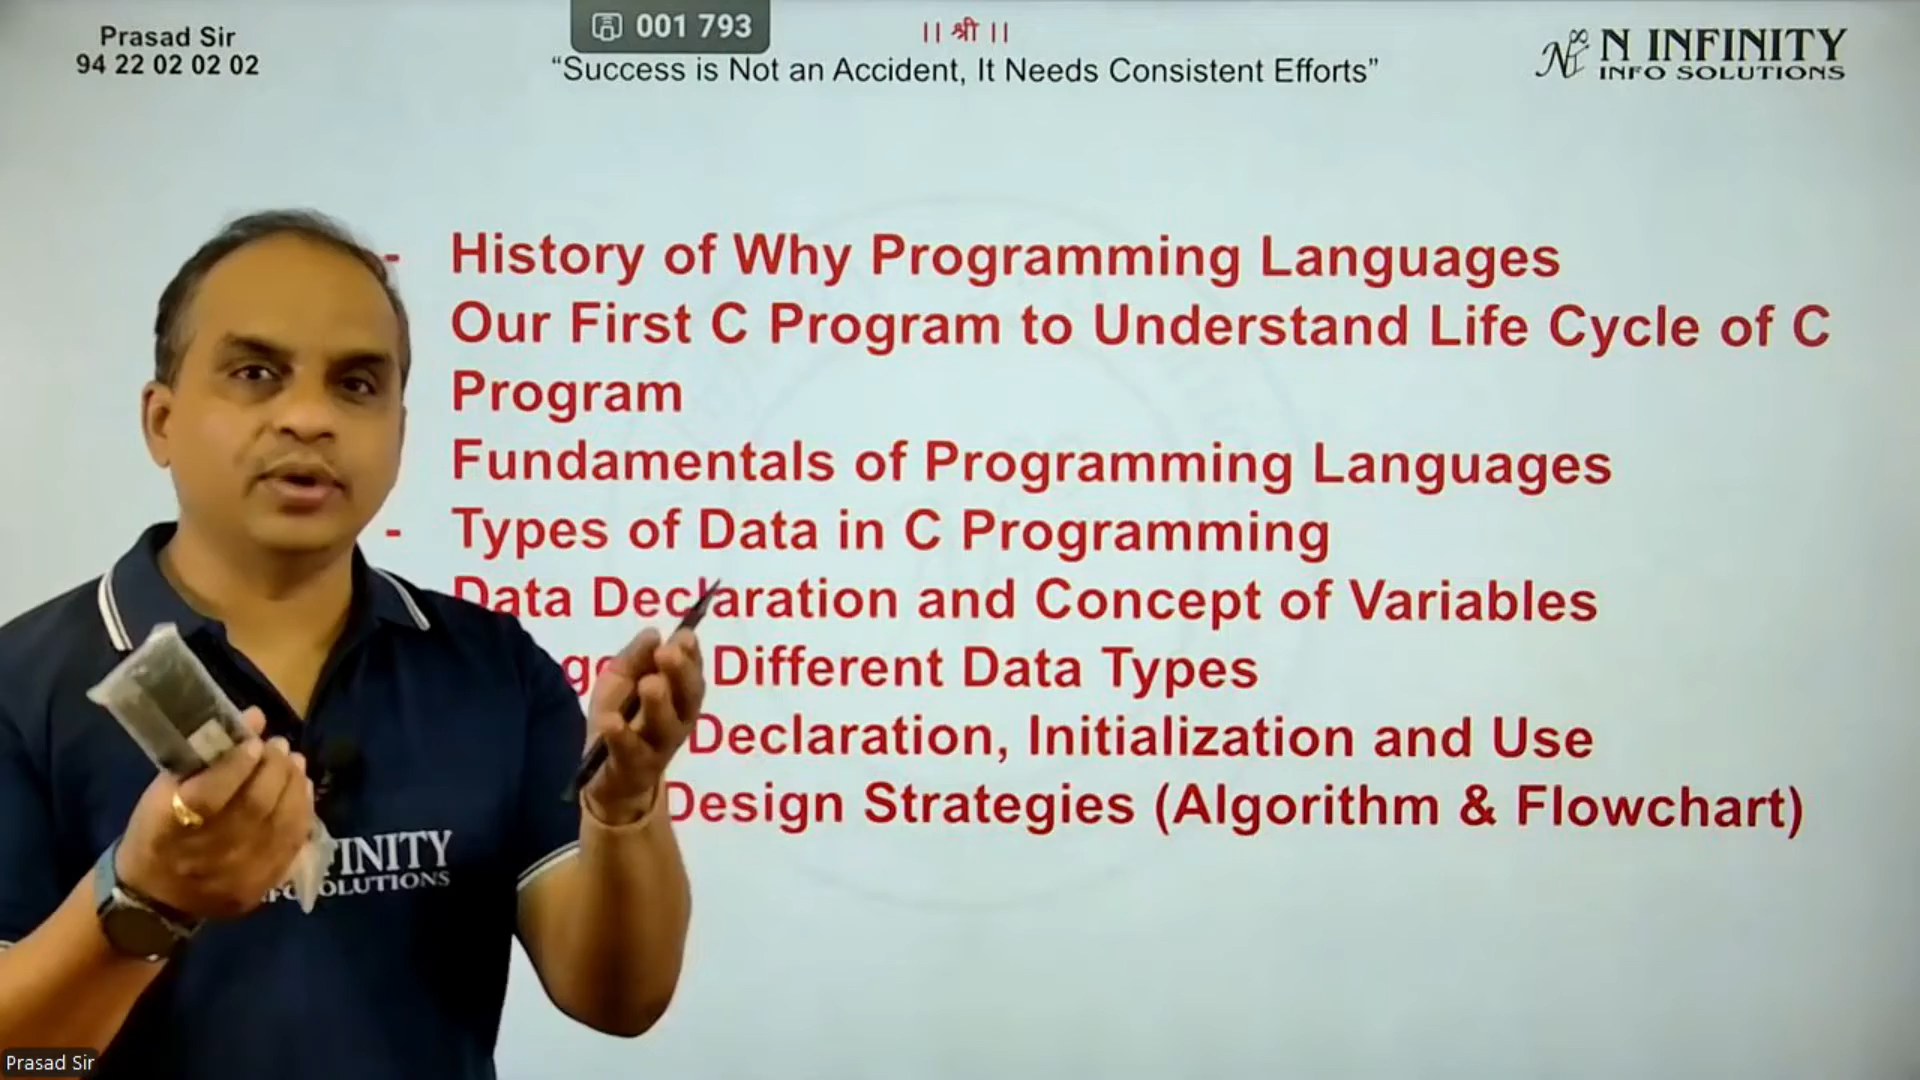 Prasad Sir
94 22 02 02 02
001 793
|| श्री ||
“Success is Not an Accident, It Needs Consistent Efforts”
N INFINITY
INFO SOLUTIONS
- History of Why Programming Languages
Our First C Program to Understand Life Cycle of C
Program
Fundamentals of Programming Languages
- Types of Data in C Programming
Data Declaration and Concept of Variables
Different Data Types
Declaration, Initialization and Use
Design Strategies (Algorithm & Flowchart)
FINITY
SOLUTIONS
Prasad Sir